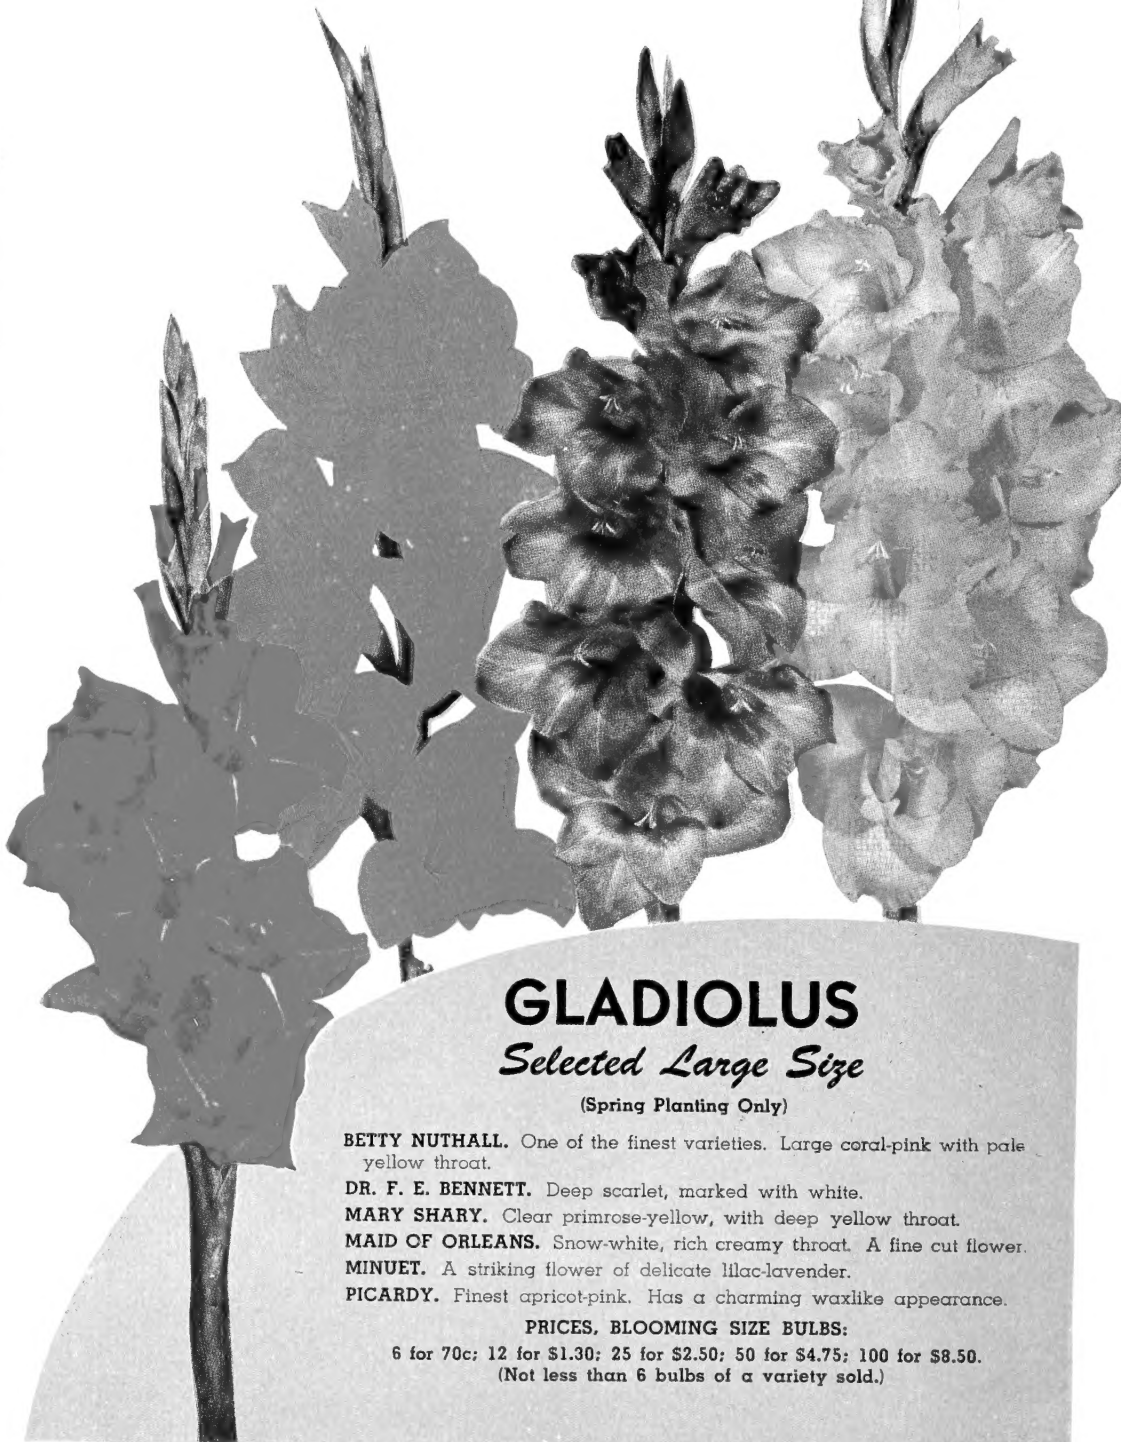 GLADIOLUS
Selected Large Size
(Spring Planting Only)
BETTY NUTHALL. One of the finest varieties. Large coral-pink with pale
yellow throat.
DR. F. E. BENNETT. Deep scarlet, marked with white.
MARY SHARY. Clear primrose-yellow, with deep yellow throat.
MAID OF ORLEANS. Snow-white, rich creamy throat. A fine cut flower.
MINUET. A striking flower of delicate lilac-lavender.
PICARDY. Finest apricot-pink. Has a charming waxlike appearance.
PRICES, BLOOMING SIZE BULBS:
6 for 70c; 12 for $1.30; 25 for $2.50; 50 for $4.75; 100 for $8.50.
(Not less than 6 bulbs of a variety sold.)